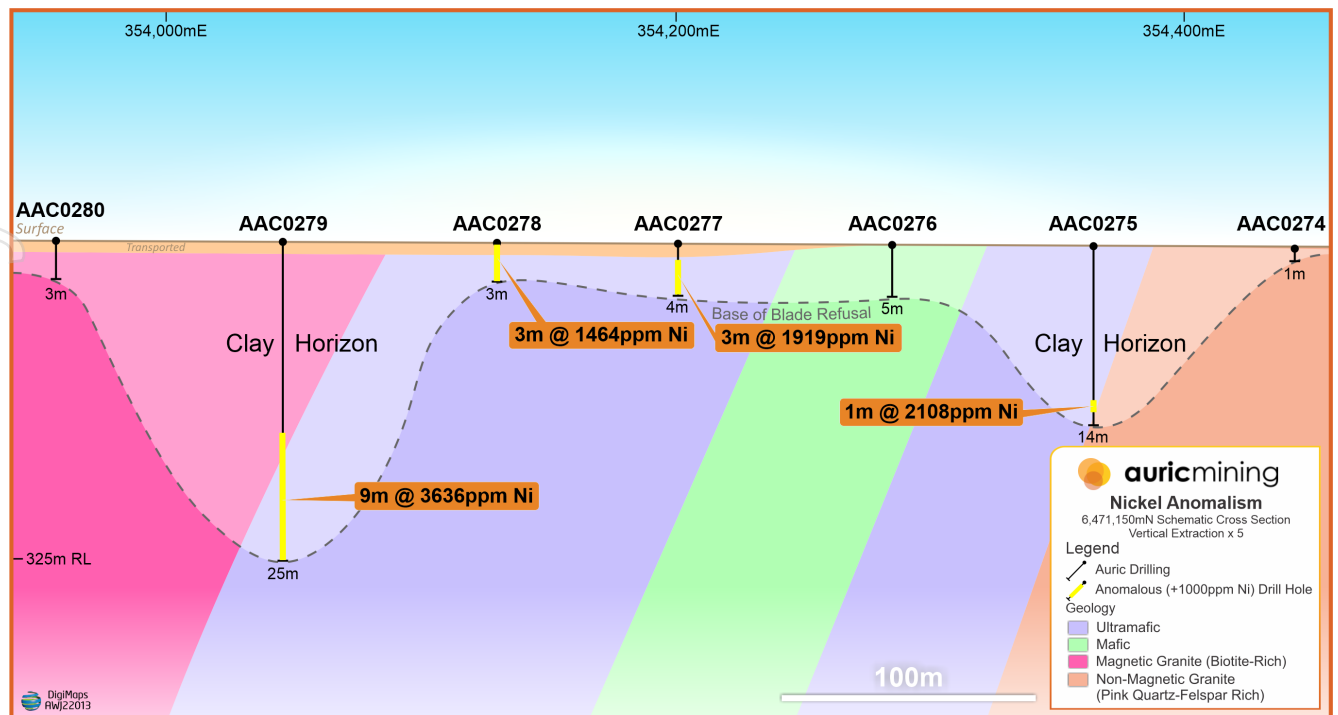 354,000mE
354,200mE
354,400mE
AAC0280
AAC0279
AAC0278
AAC0277
AAC0276
AAC0275
AAC0274
Surface
Transported
3m
3m
4m
5m
1m
Base of Blade Refusal
3m @ 1464ppm Ni
3m @ 1919ppm Ni
Clay Horizon
Clay Horizon
1m @ 2108ppm Ni
14m
9m @ 3636ppm Ni
325m RL
25m
auricmining
Nickel Anomalism
6,471,150mN Schematic Cross Section
Vertical Extraction x 5
Legend
Auric Drilling
Anomalous (+1000ppm Ni) Drill Hole
Geology
Ultramafic
Mafic
Magnetic Granite (Biotite-Rich)
Non-Magnetic Granite
(Pink Quartz-Felspar Rich)
100m
DigiMaps
AWJ22013